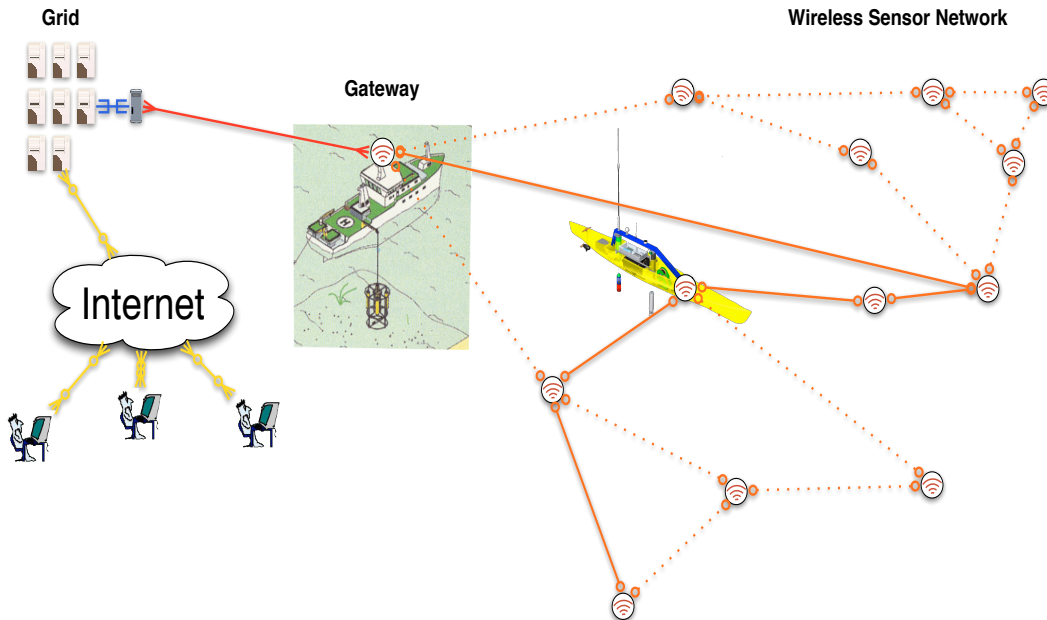 Grid
Wireless Sensor Network
Gateway
H
Internet